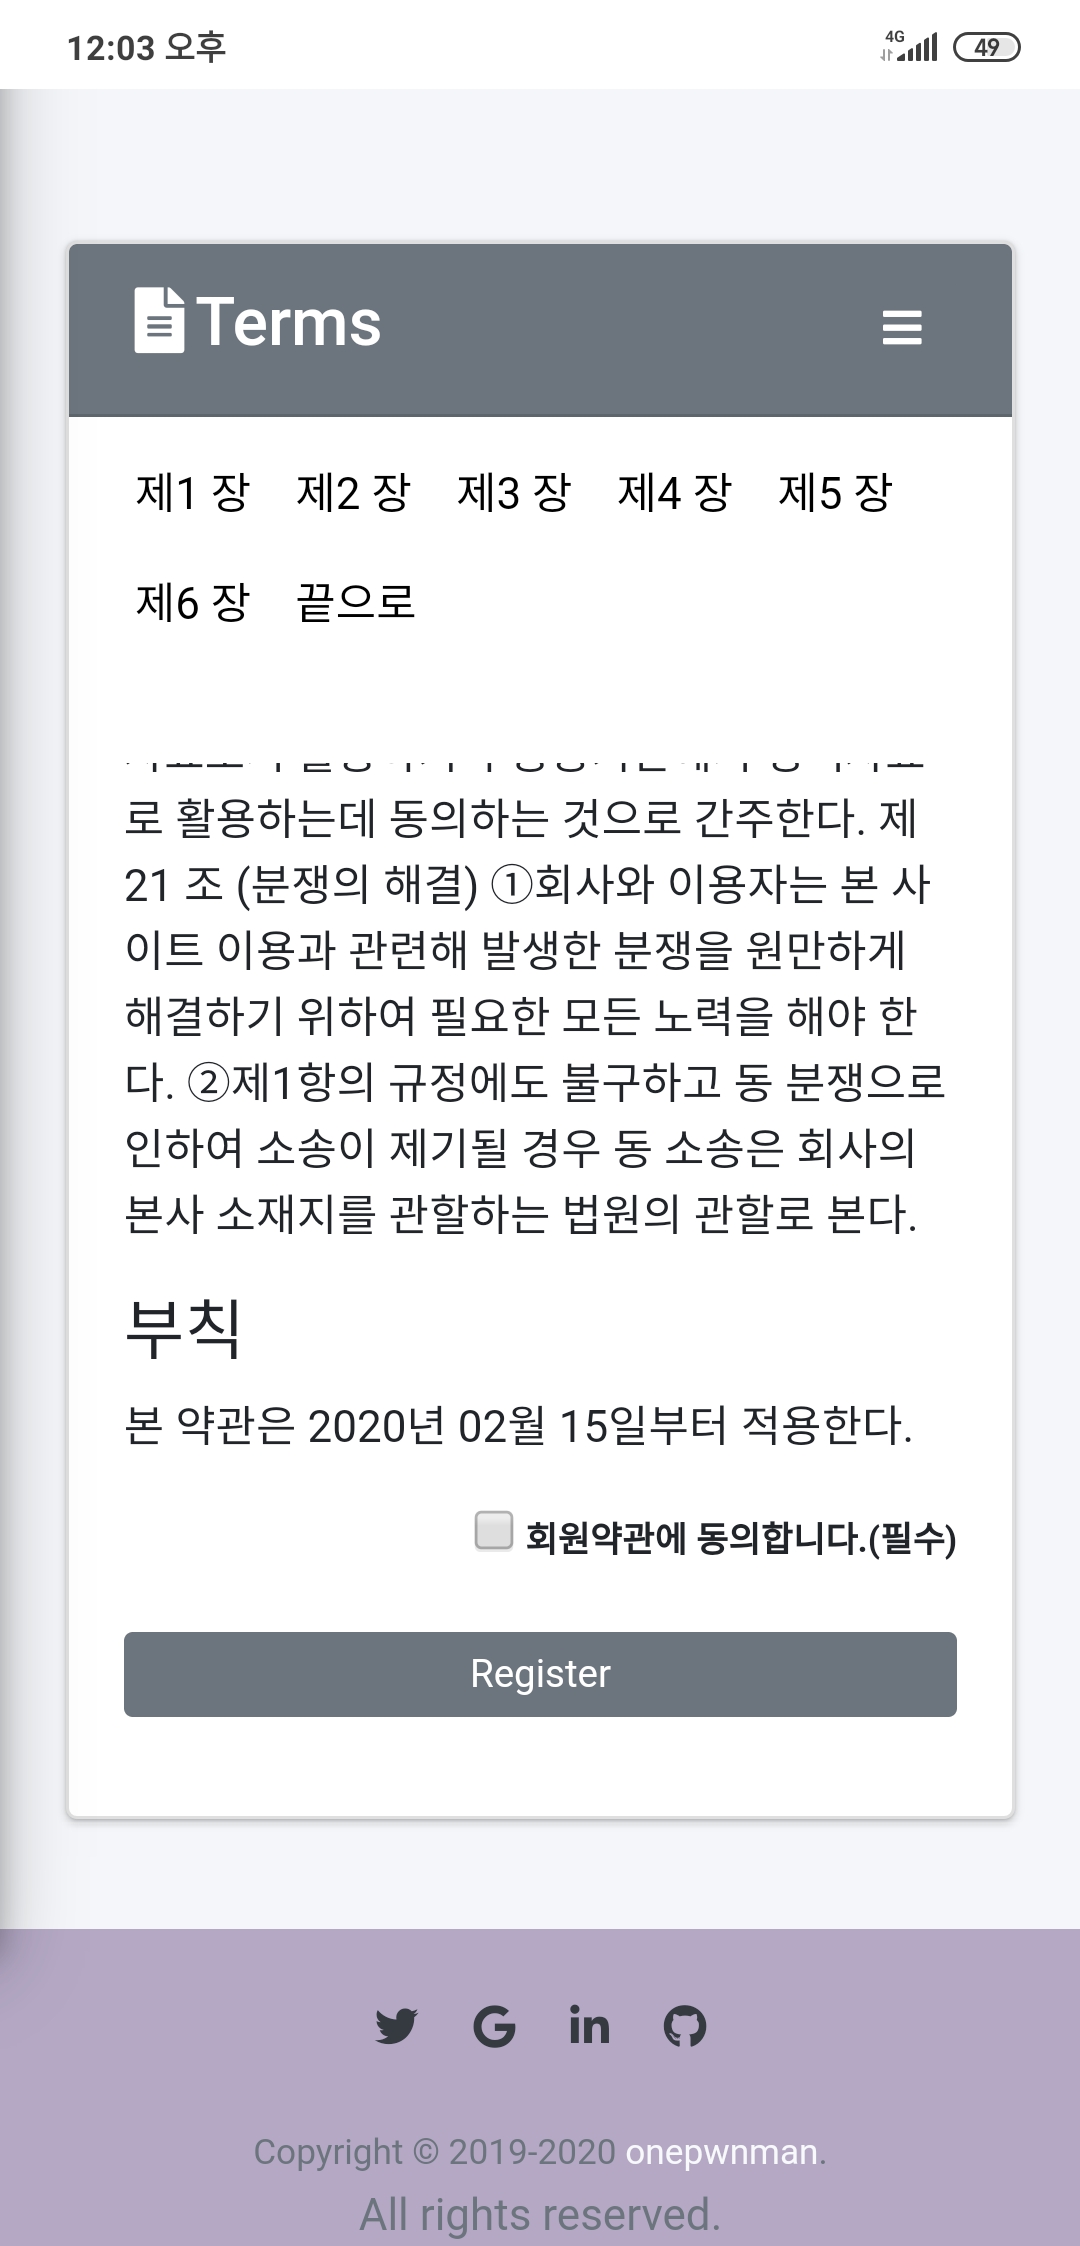 12:03 오후
4G
49
Terms
제1 장 제2 장 제3 장 제4 장 제5 장
제6 장 끝으로
로 활용하는데 동의하는 것으로 간주한다. 제
21 조 (분쟁의 해결) ①회사와 이용자는 본 사
이트 이용과 관련해 발생한 분쟁을 원만하게
해결하기 위하여 필요한 모든 노력을 해야 한
다. ②제1항의 규정에도 불구하고 동 분쟁으로
인하여 소송이 제기될 경우 동 소송은 회사의
본사 소재지를 관할하는 법원의 관할로 본다.
부칙
본 약관은 2020년 02월 15일부터 적용한다.
회원약관에 동의합니다.(필수)
Register
Copyright © 2019-2020 onepwnman.
All rights reserved.